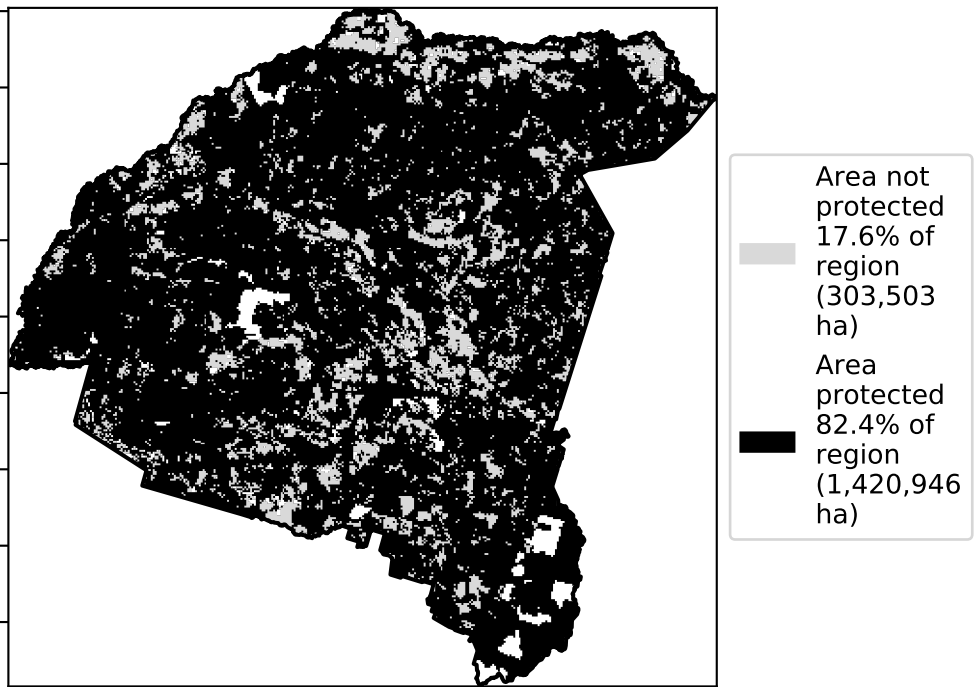 Area not
protected
17.6% of
region
(303,503
ha)
Area
protected
82.4% of
region
(1,420,946
ha)